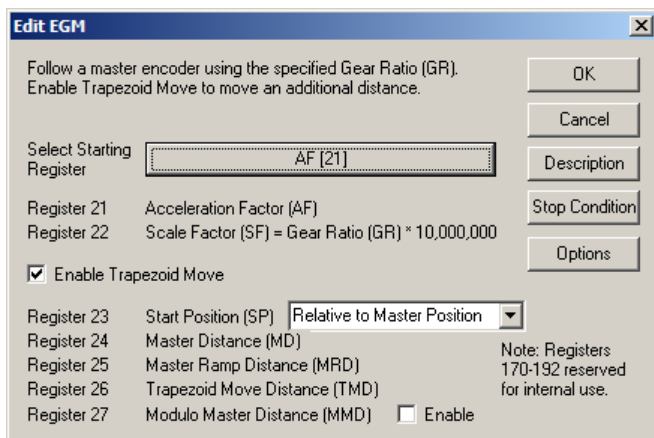 Edit EGM
Follow a master encoder using the specified Gear Ratio (GR).
Enable Trapezoid Move to move an additional distance.
OK
Cancel
Select Starting
Register
AF [21]
Description
Register 21 Acceleration Factor (AF)
Stop Condition
Register 22 Scale Factor (SF) = Gear Ratio (GR) * 10,000,000
Options
Enable Trapezoid Move
Register 23 Start Position (SP) Relative to Master Position
Register 24 Master Distance (MD)
Register 25 Master Ramp Distance (MRD)
Register 26 Trapezoid Move Distance (TMD)
Register 27 Modulo Master Distance (MMD) Enable
Note: Registers
170-192 reserved
for internal use.